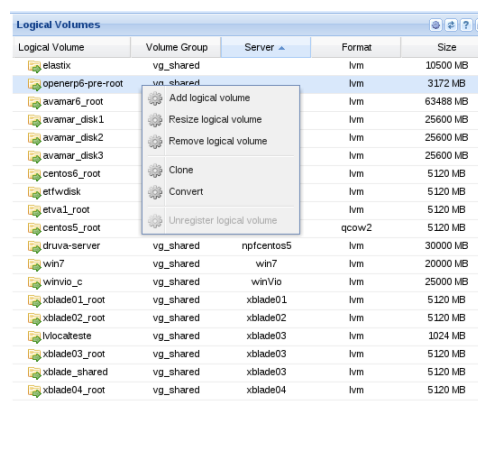 Logical Volumes
Logical Volume Volume Group Server Format Size
elastix vg_shared lvm 10500 MB
openerp6-pre-root vg_shared lvm 3172 MB
avamar6_root lvm 63488 MB
avamar_disk1 lvm 25600 MB
avamar_disk2 lvm 25600 MB
avamar_disk3 lvm 25600 MB
centos6_root lvm 5120 MB
etfwdisk lvm 5120 MB
etva1_root lvm 5120 MB
centos5_root qcow2 5120 MB
Add logical volume
Resize logical volume
Remove logical volume
Clone
Convert
Unregister logical volume
druva-server vg_shared npfcentos5 lvm 30000 MB
win7 vg_shared win7 lvm 20000 MB
winvio_c vg_shared winVio lvm 25000 MB
xblade01_root vg_shared xblade01 lvm 5120 MB
xblade02_root vg_shared xblade02 lvm 5120 MB
lvlocalteste vg_shared xblade03 lvm 1024 MB
xblade03_root vg_shared xblade03 lvm 5120 MB
xblade_shared vg_shared xblade03 lvm 5120 MB
xblade04_root vg_shared xblade04 lvm 5120 MB